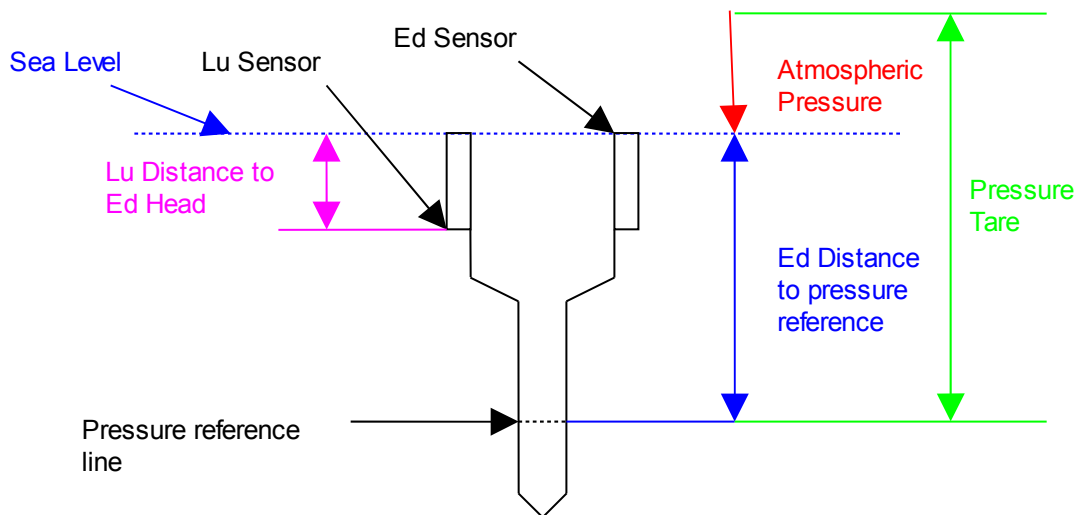 Ed Sensor
Sea Level
Lu Sensor
Atmospheric
Pressure
Lu Distance to
Ed Head
Pressure
Tare
Ed Distance
to pressure
reference
Pressure reference
line